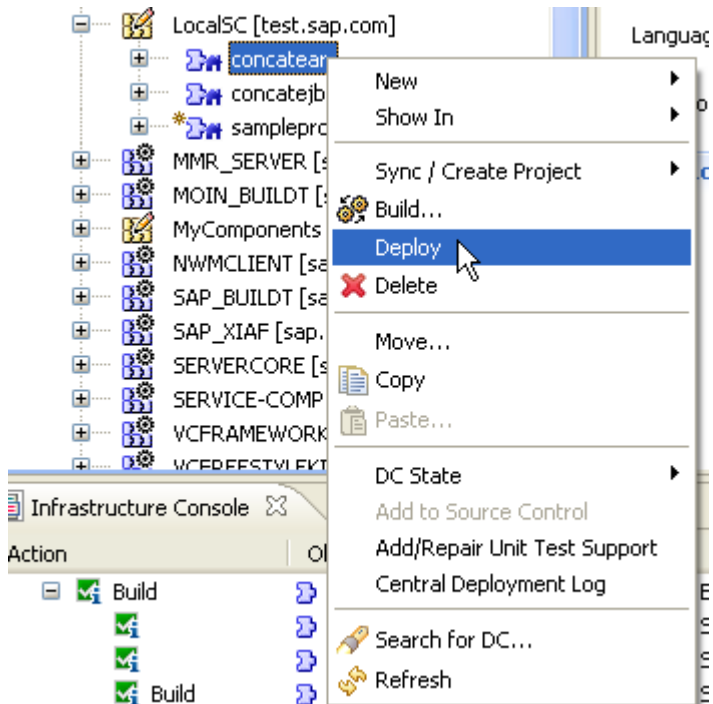 LocalSC [test.sap.com]
Languag
concatear
concatejb
samplepro
MMR_SERVER [s
MOIN_BUILDT [
MyComponents
NWMCLIENT [sa
SAP_BUILDT [sa
SAP_XIAF [sap.
SERVERCORE [s
SERVICE-COMP
VCFRAMEWORK
VCFREESTYLEKI
New
Show In
Sync / Create Project
Build...
Deploy
Delete
Move...
Copy
Paste...
DC State
Add to Source Control
Add/Repair Unit Test Support
Central Deployment Log
Search for DC...
Refresh
Infrastructure Console
Action
Build
Build